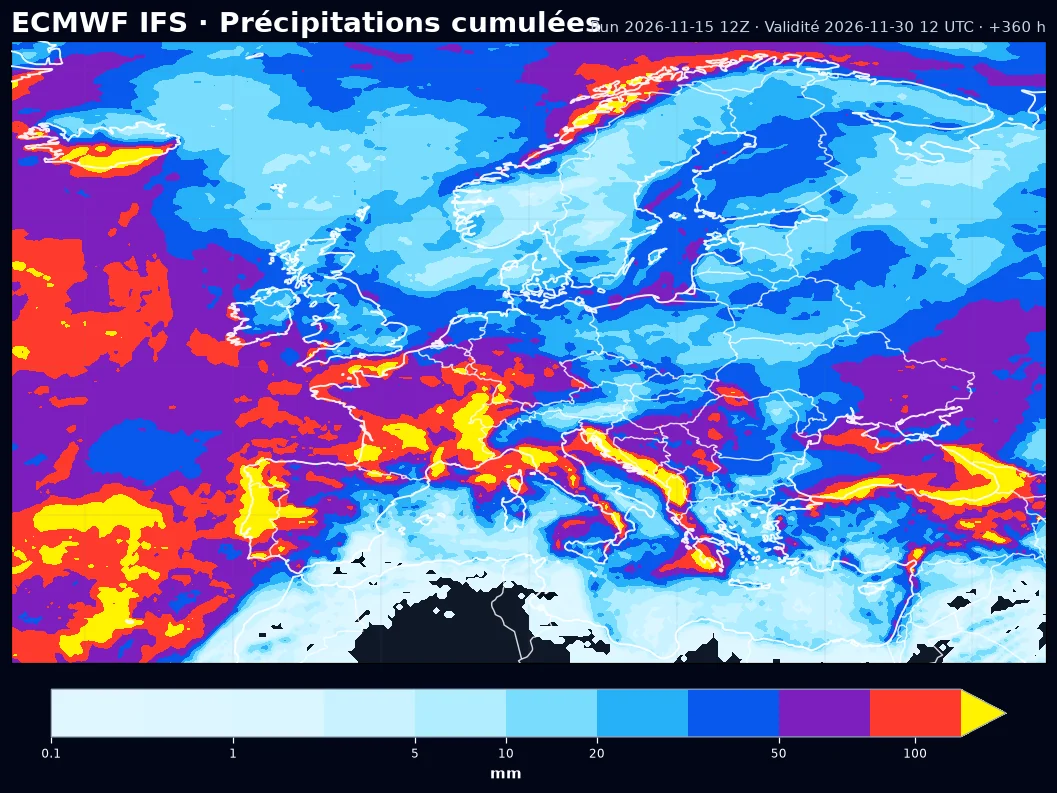 ECMWF IFS · Précipitations cumulées
Run 2026-11-15 12Z · Validité 2026-11-30 12 UTC · +360 h
0.1 1 5 10 20 50 100
mm